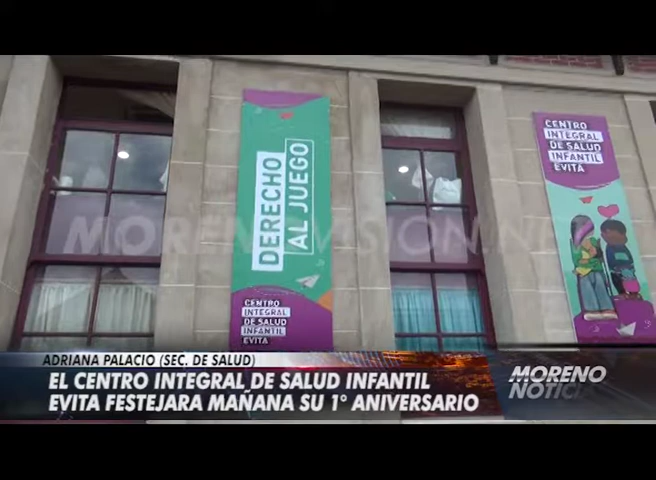 DERECHO
AL JUEGO
CENTRO
INTEGRAL
DE SALUD
INFANTIL
EVITA
CENTRO
INTEGRAL
DE SALUD
INFANTIL
EVITA
MORENOVISION.NE
ADRIANA PALACIO (SEC. DE SALUD)
EL CENTRO INTEGRAL DE SALUD INFANTIL
EVITA FESTEJARA MAÑANA SU 1° ANIVERSARIO
MORENO
NOTICIAS